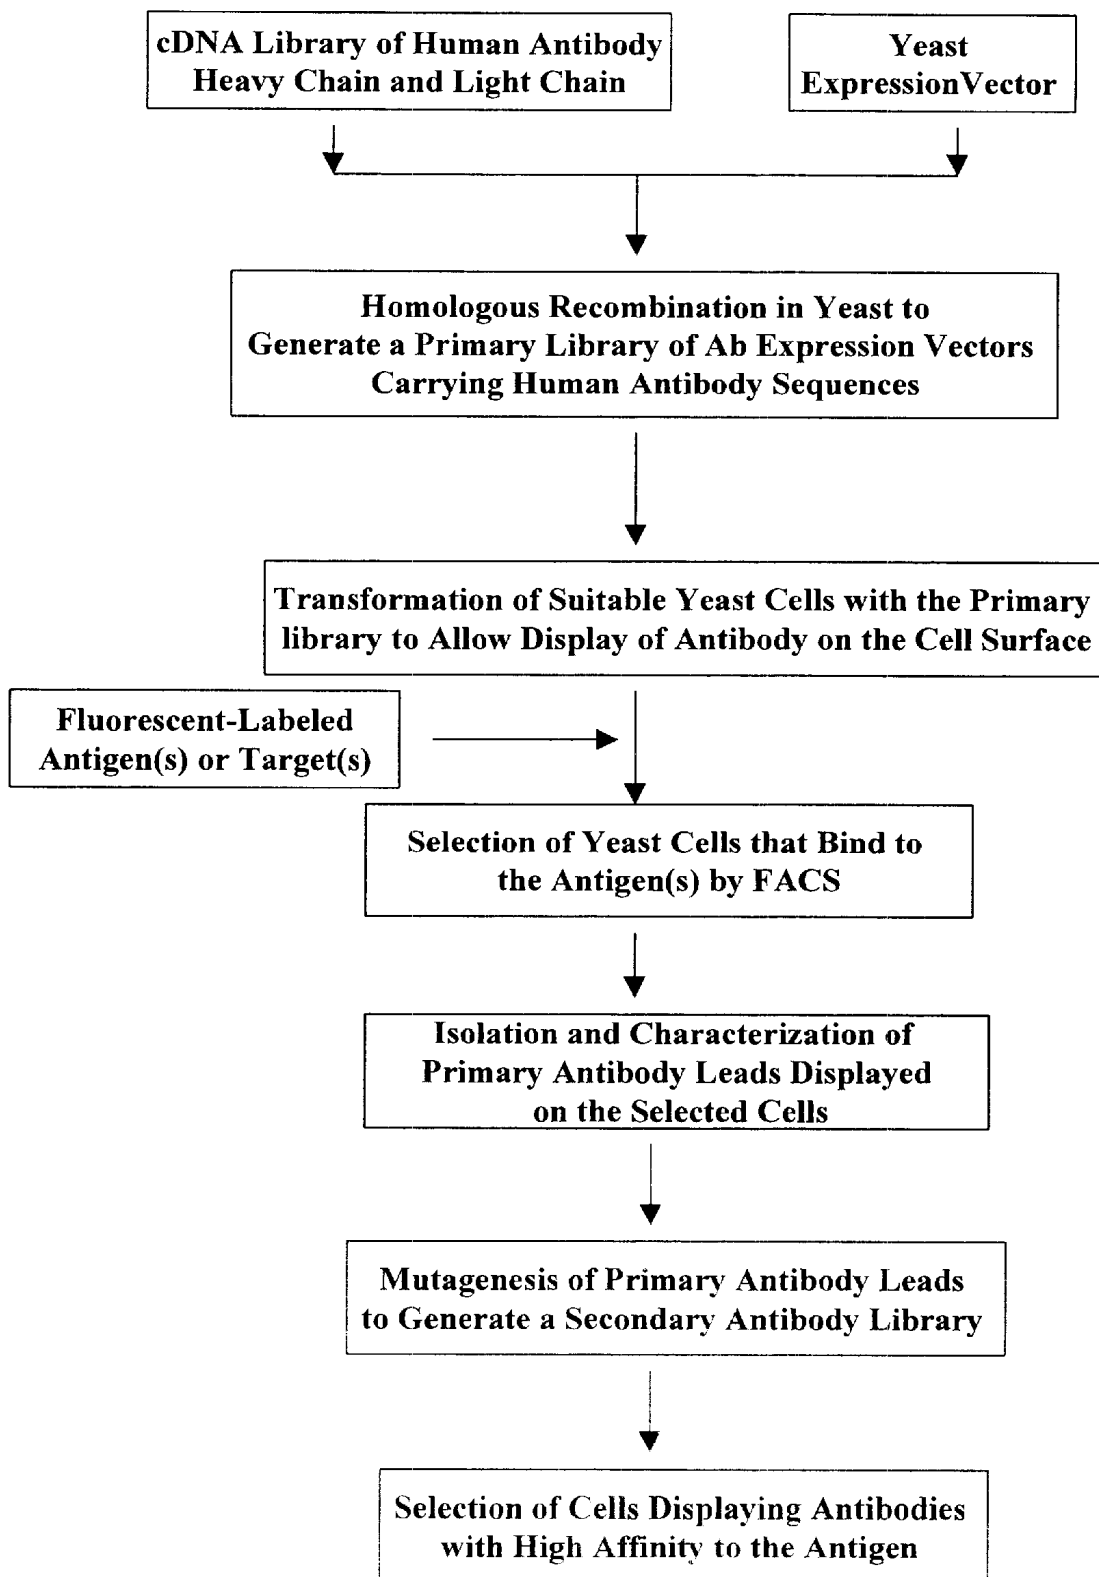 cDNA Library of Human Antibody
Heavy Chain and Light Chain
Yeast
ExpressionVector
Homologous Recombination in Yeast to
Generate a Primary Library of Ab Expression Vectors
Carrying Human Antibody Sequences
Transformation of Suitable Yeast Cells with the Primary
library to Allow Display of Antibody on the Cell Surface
Fluorescent-Labeled
Antigen(s) or Target(s)
Selection of Yeast Cells that Bind to
the Antigen(s) by FACS
Isolation and Characterization of
Primary Antibody Leads Displayed
on the Selected Cells
Mutagenesis of Primary Antibody Leads
to Generate a Secondary Antibody Library
Selection of Cells Displaying Antibodies
with High Affinity to the Antigen